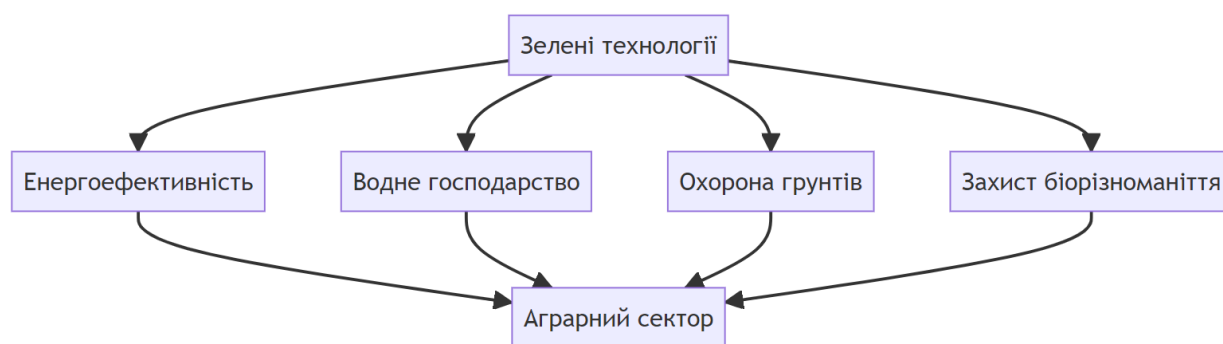 Зелені технології
Енергоефективність
Водне господарство
Охорона грунтів
Захист біорізноманіття
Аграрний сектор